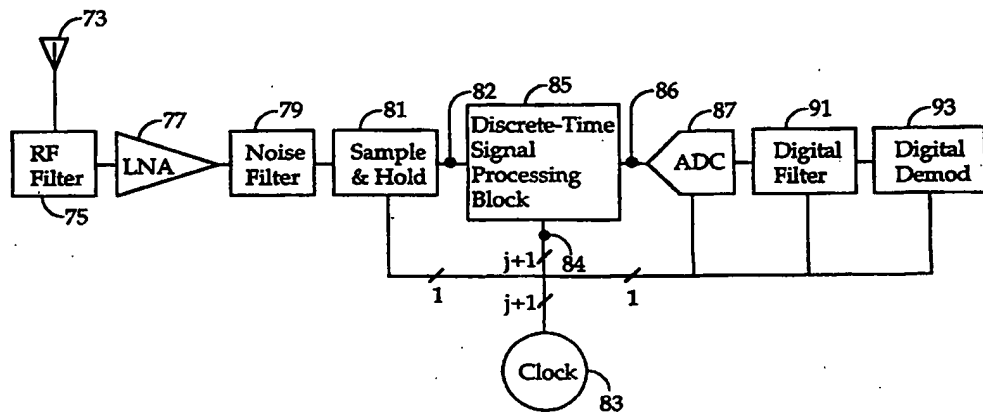 73
77
79
81
82
85
86
87
91
93
RF
Filter
LNA
Noise
Filter
Sample
& Hold
Discrete-Time
Signal
Processing
Block
ADC
Digital
Filter
Digital
Demod
75
j+1
84
1
1
j+1
Clock
83